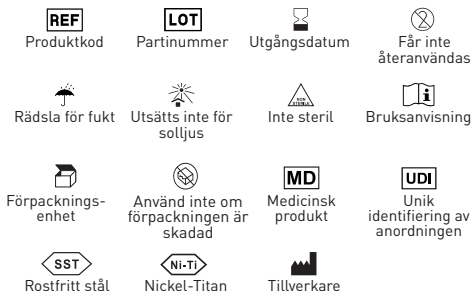 REF
LOT
2
Produktkod
Partinummer
Utgångsdatum
Får inte
återanvändas
NON
STERILE
i
Rädsla för fukt
Utsätts inte för
solljus
Inte steril
Bruksanvisning
MD
UDI
Förpacknings-
enhet
Använd inte om
förpackningen är
skadad
Medicinsk
produkt
Unik
identifiering av
anordningen
SST
Ni-Ti
Rostfritt stål
Nickel-Titan
Tillverkare